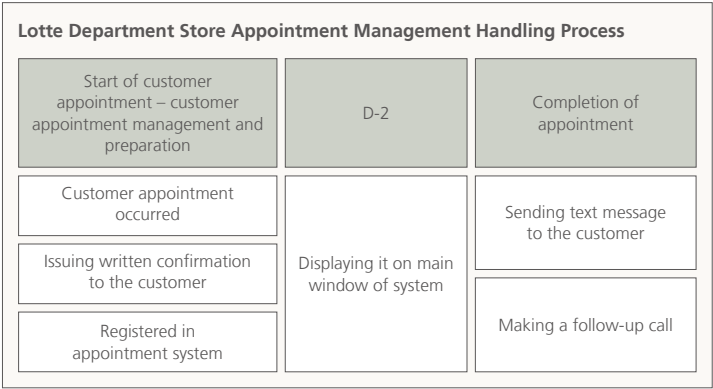 Lotte Department Store Appointment Management Handling Process
Start of customer
appointment – customer
appointment management and
preparation
D-2
Completion of
appointment
Customer appointment
occurred
Issuing written confirmation
to the customer
Registered in
appointment system
Displaying it on main
window of system
Sending text message
to the customer
Making a follow-up call